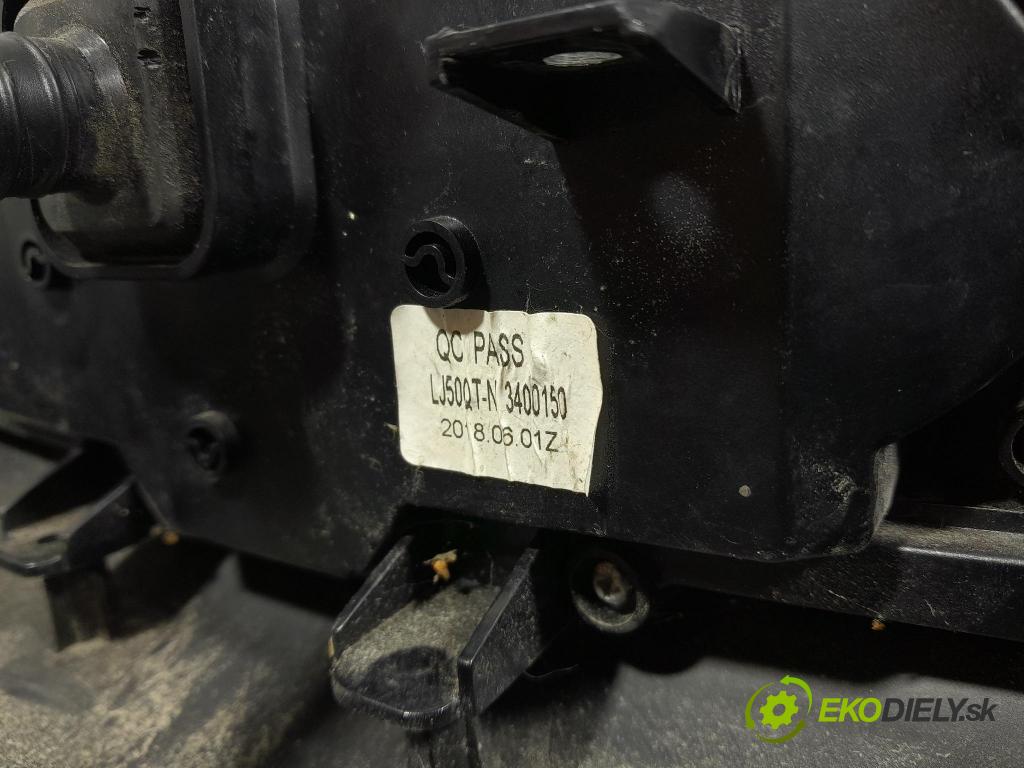 QC PASS
LJ50QT-N 3400150
2018.06.01Z
EKODIELY.sk